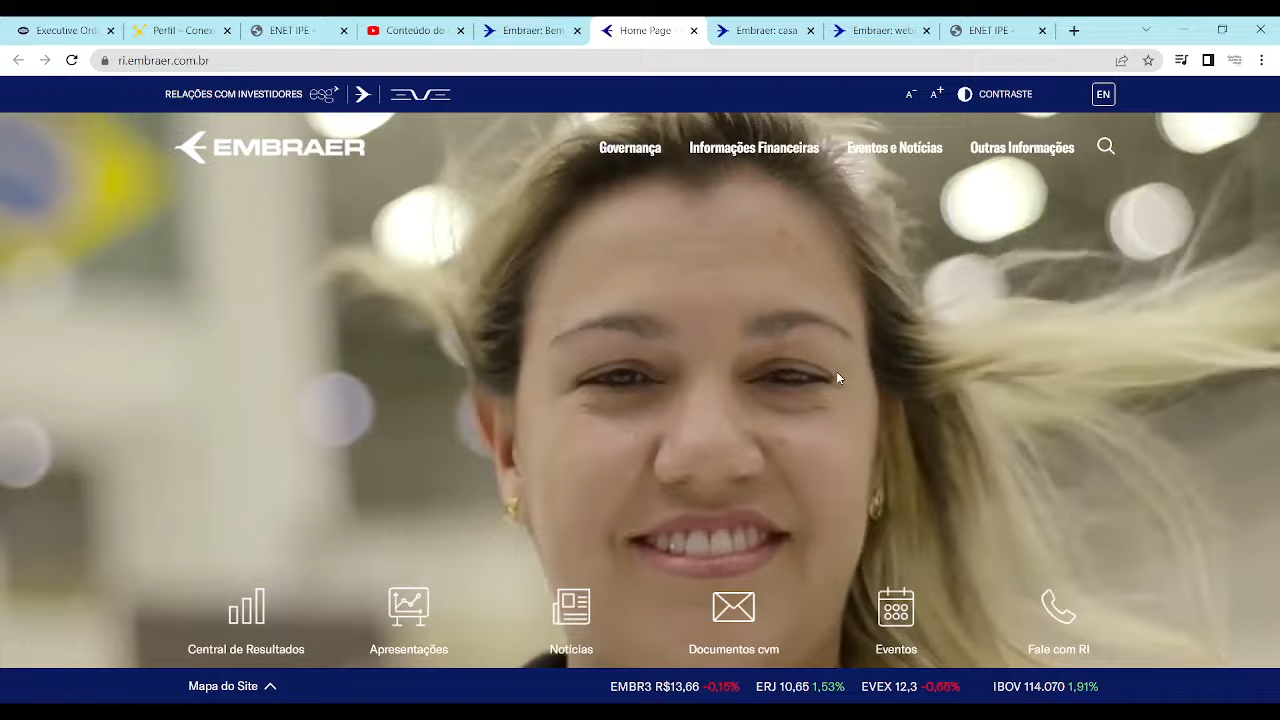 Executive Ord
Perfil – Conex
ENET IPE -
Conteúdo do
Embraer: Bem
Home Page -
Embraer: casa
Embraer: web
ENET IPE -
ri.embraer.com.br
RELAÇÕES COM INVESTIDORES esg EVE A- A+ CONTRASTE EN
EMBRAER
Governança Informações Financeiras Eventos e Notícias Outras Informações
Central de Resultados Apresentações Notícias Documentos cvm Eventos Fale com RI
Mapa do Site EMBR3 R$13,66 -0,15% ERJ 10,65 1,53% EVEX 12,3 -0,65% IBOV 114.070 1,91%